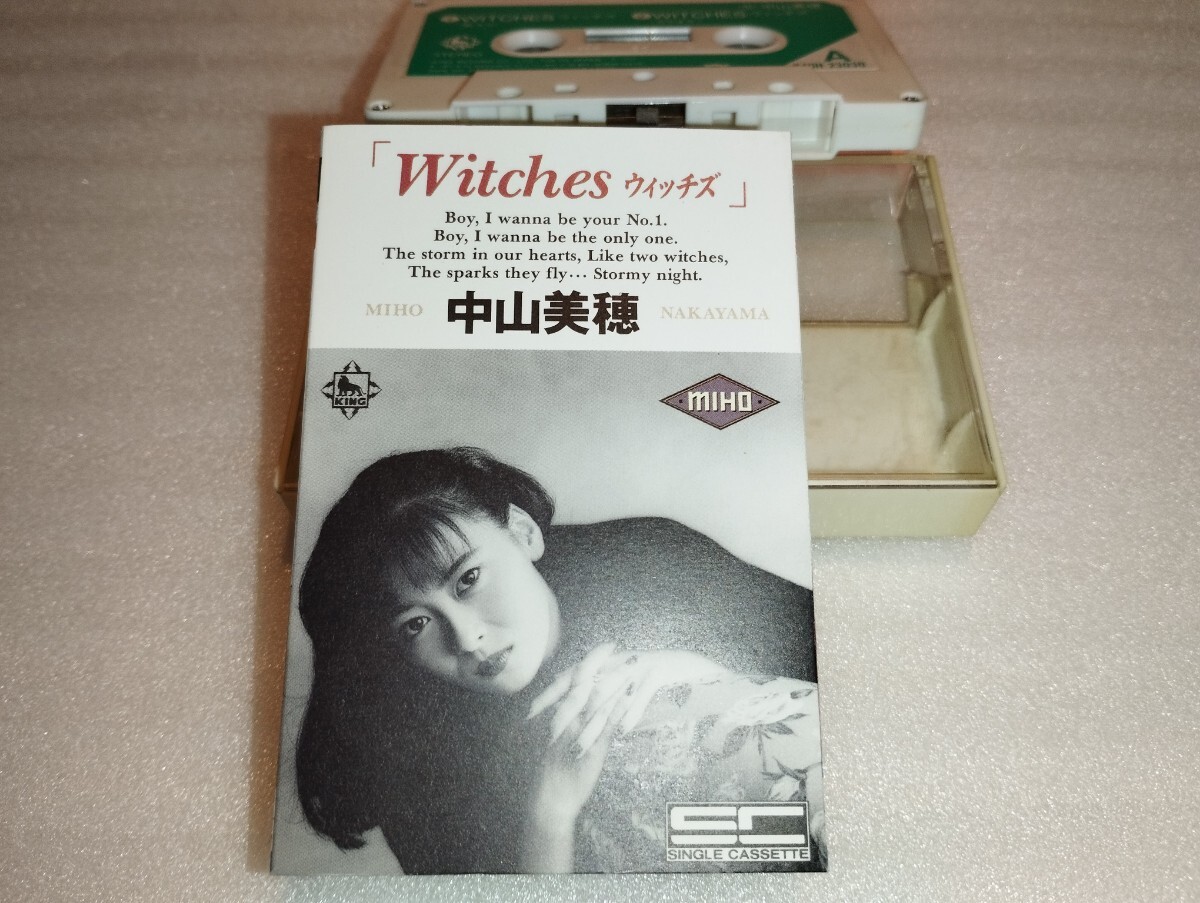 WITCHES
WITCHES
A
「Witches ウィッチズ」
Boy, I wanna be your No.1.
Boy, I wanna be the only one.
The storm in our hearts, Like two witches,
The sparks they fly… Stormy night.
MIHO 中山美穂 NAKAYAMA
KING
MIHO
SC
SINGLE CASSETTE